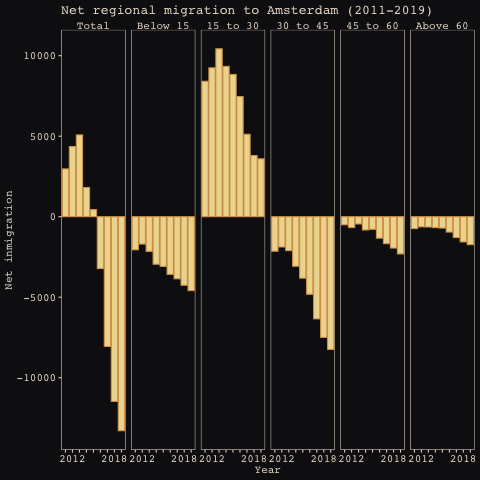 Net regional migration to Amsterdam (2011-2019)
Total Below 15 15 to 30 30 to 45 45 to 60 Above 60
10000
5000
0
-5000
-10000
Net inmigration
2012 2018 2012 2018 2012 2018 2012 2018 2012 2018 2012 2018
Year